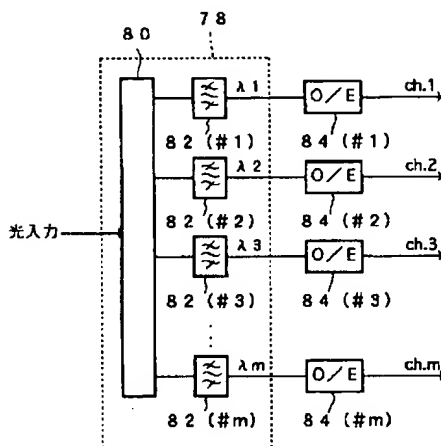 78
80
λ1 O/E ch.1
82(#1) 84(#1)
λ2 O/E ch.2
82(#2) 84(#2)
光入力
λ3 O/E ch.3
82(#3) 84(#3)
λm O/E ch.m
82(#m) 84(#m)